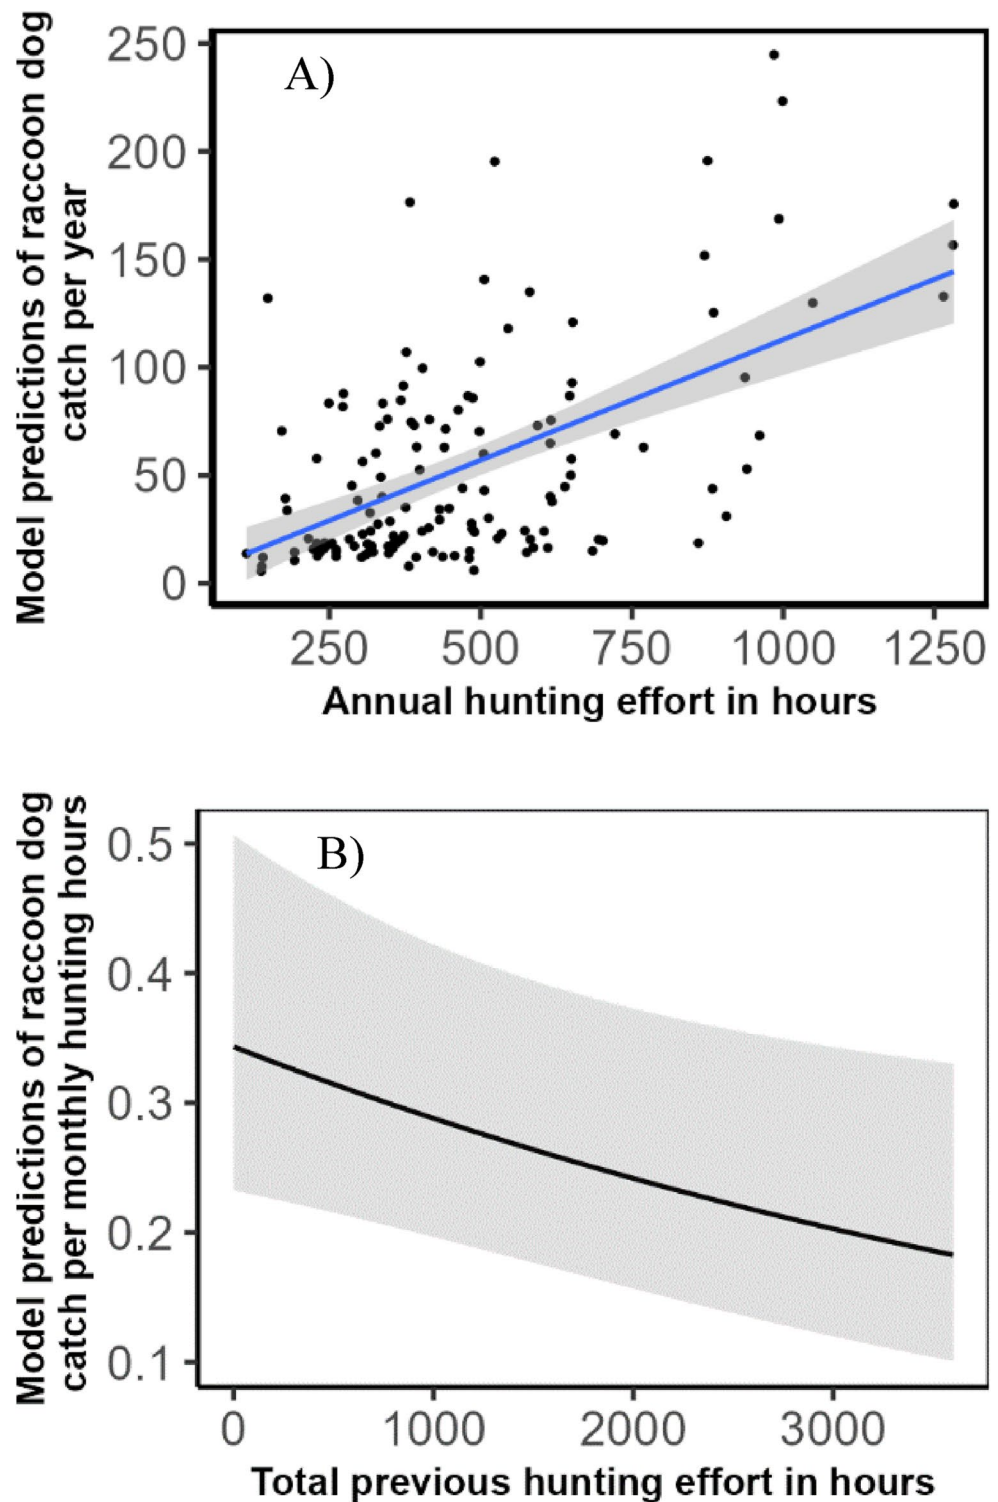 Model predictions of raccoon dog
catch per year
A)
250
200
150
100
50
0
250 500 750 1000 1250
Annual hunting effort in hours
Model predictions of raccoon dog
catch per monthly hunting hours
B)
0.5
0.4
0.3
0.2
0.1
0 1000 2000 3000
Total previous hunting effort in hours